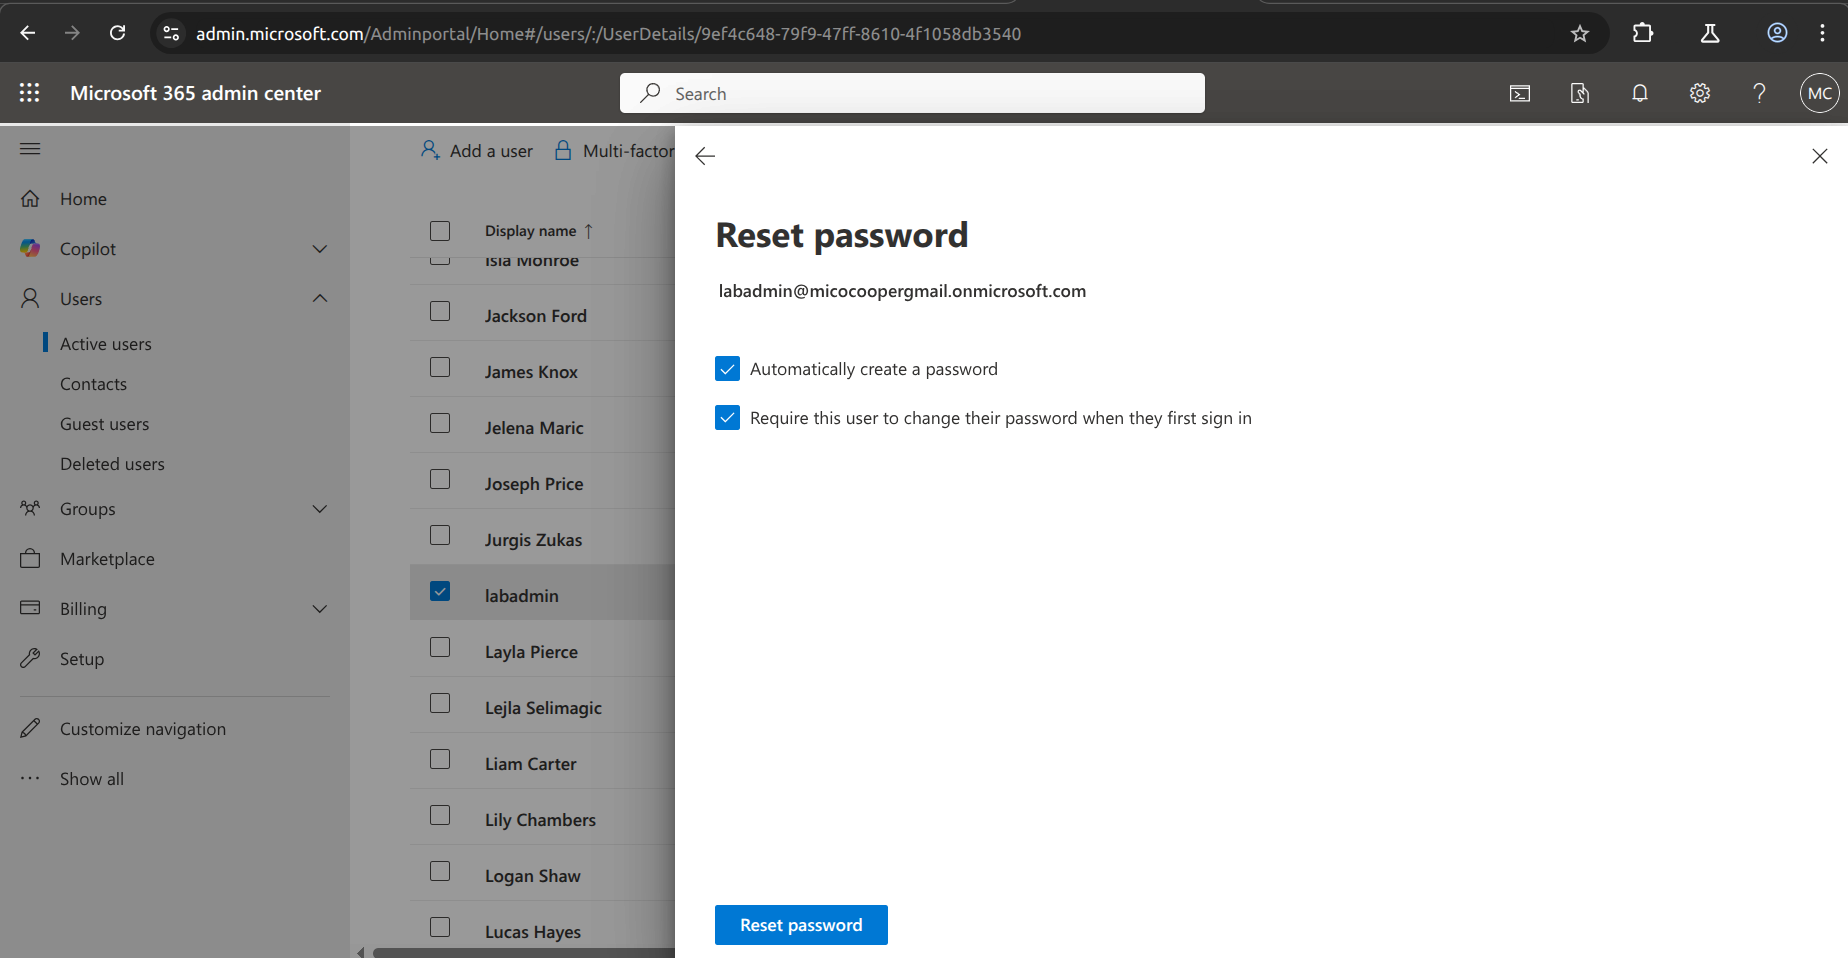 admin.microsoft.com/Adminportal/Home#/users/:/UserDetails/9ef4c648-79f9-47ff-8610-4f1058db3540
Microsoft 365 admin center
Search
MC
Home
Copilot
Users
Active users
Contacts
Guest users
Deleted users
Groups
Marketplace
Billing
Setup
Customize navigation
Show all
Add a user
Multi-factor
Display name ↑
Isla Monroe
Jackson Ford
James Knox
Jelena Maric
Joseph Price
Jurgis Zukas
labadmin
Layla Pierce
Lejla Selimagic
Liam Carter
Lily Chambers
Logan Shaw
Lucas Hayes
Reset password
labadmin@micocoopergmail.onmicrosoft.com
Automatically create a password
Require this user to change their password when they first sign in
Reset password